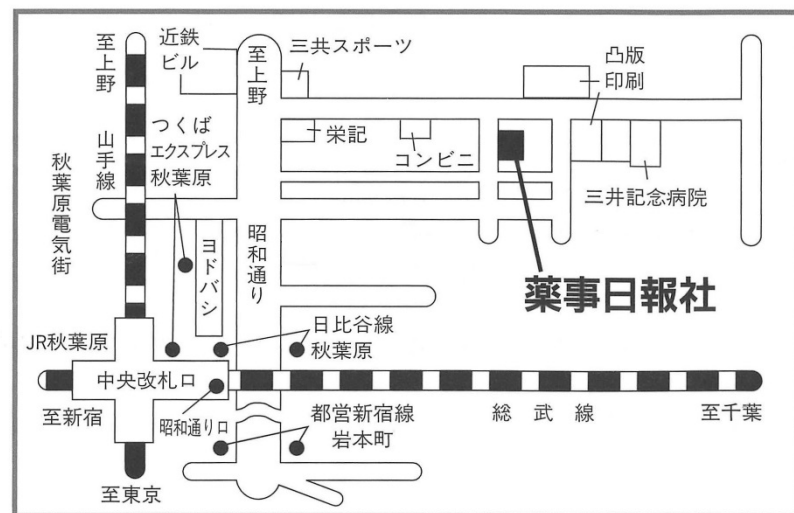 至上野
近鉄
ビル
至上野
三共スポーツ
凸版
印刷
つくば
エクスプレス
秋葉原
山手線
栄記
コンビニ
三井記念病院
秋葉原電気街
ヨドバシ
昭和通り
薬事日報社
日比谷線
秋葉原
JR秋葉原
中央改札口
至新宿
昭和通り口
都営新宿線
岩本町
総武線
至千葉
至東京